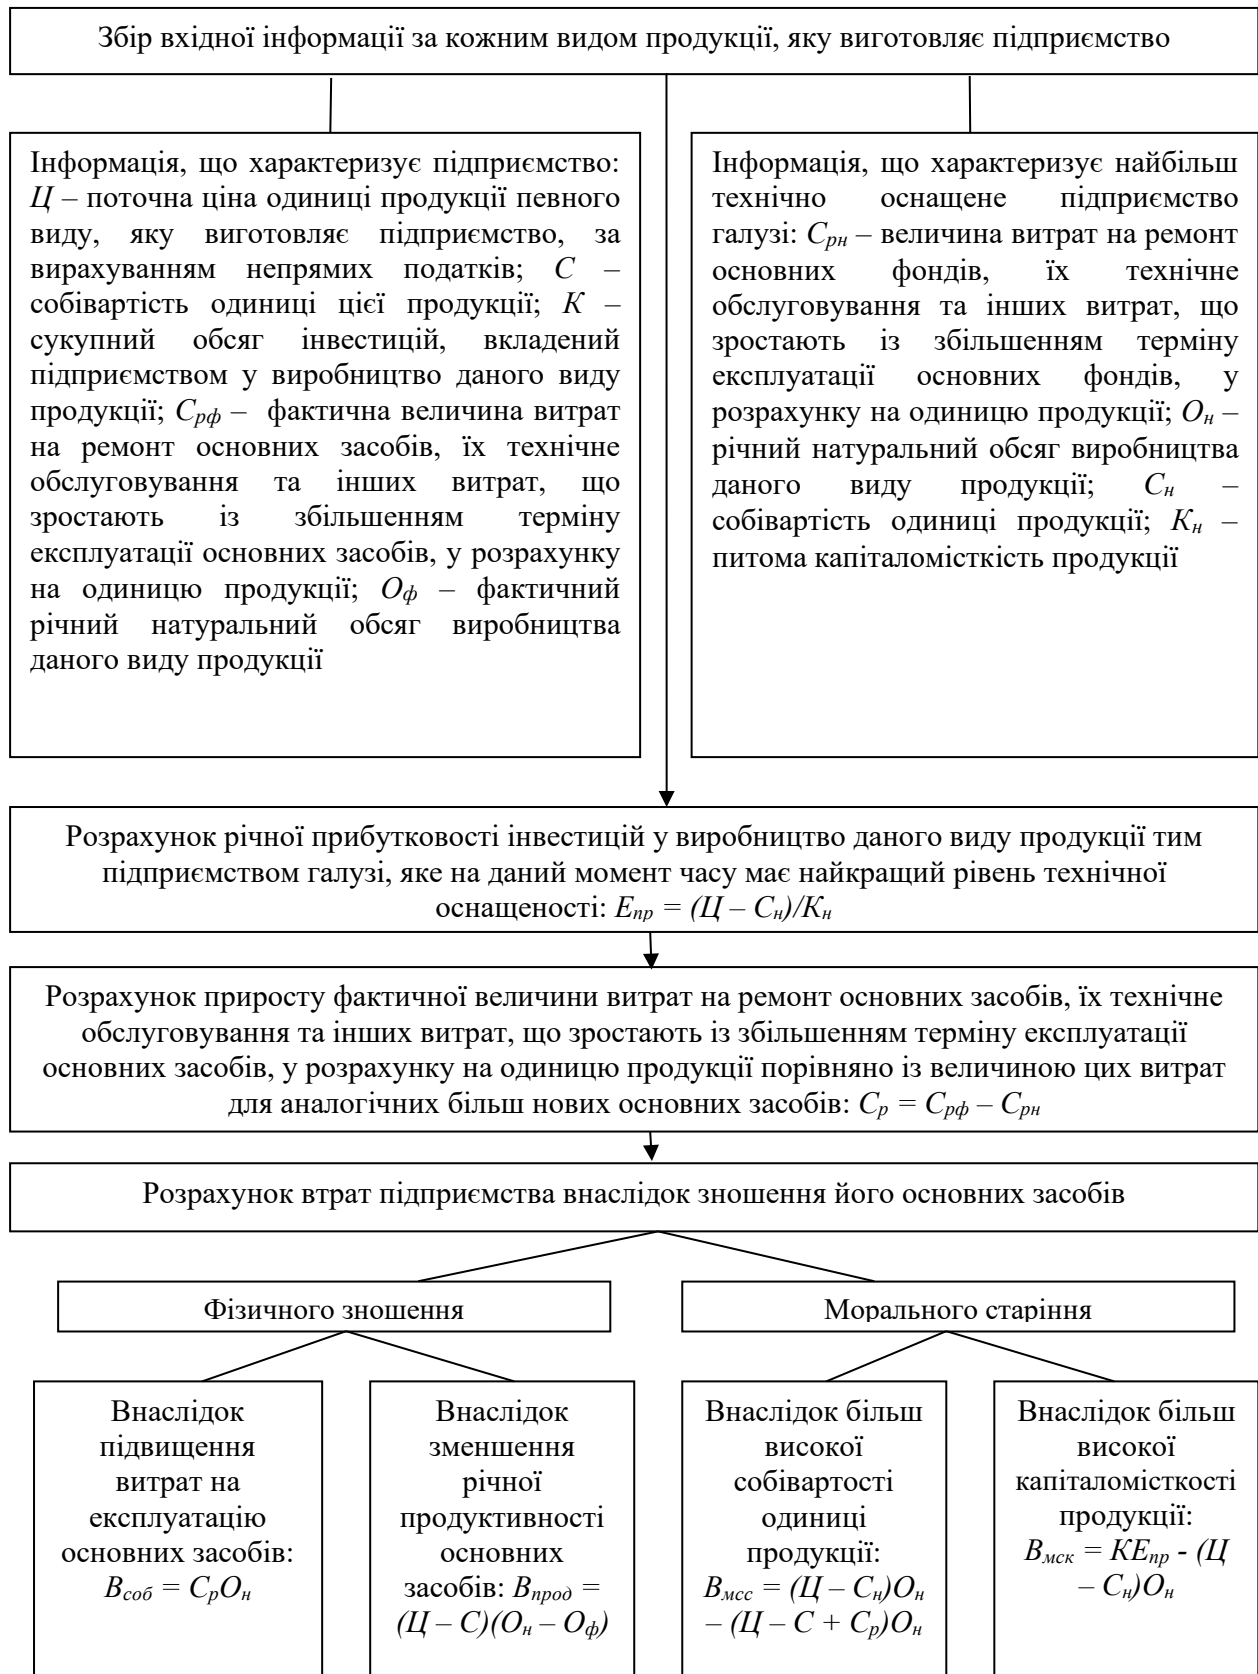 Збір вхідної інформації за кожним видом продукції, яку виготовляє підприємство
Інформація, що характеризує підприємство:
Ц – поточна ціна одиниці продукції певного
виду, яку виготовляє підприємство, за
вирахуванням непрямих податків; С –
собівартість одиниці цієї продукції; К –
сукупний обсяг інвестицій, вкладений
підприємством у виробництво даного виду
продукції; Срф – фактична величина витрат
на ремонт основних засобів, їх технічне
обслуговування та інших витрат, що
зростають із збільшенням терміну
експлуатації основних засобів, у розрахунку
на одиницю продукції; Оф – фактичний
річний натуральний обсяг виробництва
даного виду продукції
Інформація, що характеризує найбільш
технічно оснащене підприємство
галузі: Срн – величина витрат на ремонт
основних фондів, їх технічне
обслуговування та інших витрат, що
зростають із збільшенням терміну
експлуатації основних фондів, у
розрахунку на одиницю продукції; Он –
річний натуральний обсяг виробництва
даного виду продукції; Сн –
собівартість одиниці продукції; Кн –
питома капіталомісткість продукції
Розрахунок річної прибутковості інвестицій у виробництво даного виду продукції тим
підприємством галузі, яке на даний момент часу має найкращий рівень технічної
оснащеності: Епр = (Ц – Сн)/Кн
Розрахунок приросту фактичної величини витрат на ремонт основних засобів, їх технічне
обслуговування та інших витрат, що зростають із збільшенням терміну експлуатації
основних засобів, у розрахунку на одиницю продукції порівняно із величиною цих витрат
для аналогічних більш нових основних засобів: Ср = Срф – Срн
Розрахунок втрат підприємства внаслідок зношення його основних засобів
Фізичного зношення
Морального старіння
Внаслідок
підвищення
витрат на
експлуатацію
основних засобів:
Всоб = СрОн
Внаслідок
зменшення
річної
продуктивності
основних
засобів: Впрод =
(Ц – С)(Он – Оф)
Внаслідок більш
високої
собівартості
одиниці
продукції:
Вмсс = (Ц – Сн)Он
– (Ц – С + Ср)Он
Внаслідок більш
високої
капіталомісткості
продукції:
Вмск = КЕпр - (Ц
– Сн)Он